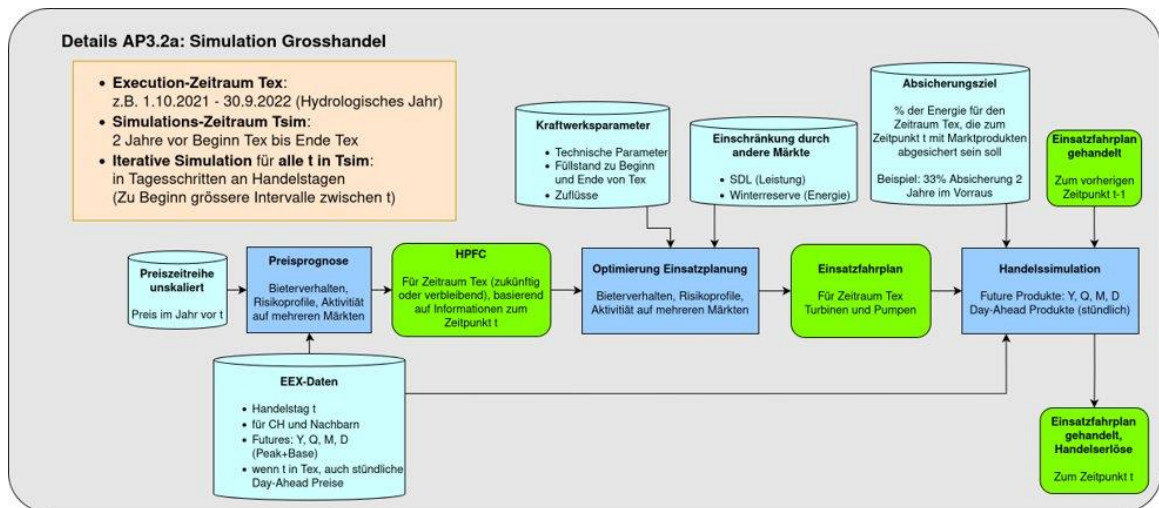 Details AP3.2a: Simulation Grosshandel
• Execution-Zeitraum Tex:
z.B. 1.10.2021 - 30.9.2022 (Hydrologisches Jahr)
• Simulations-Zeitraum Tsim:
2 Jahre vor Beginn Tex bis Ende Tex
• Iterative Simulation für alle t in Tsim:
in Tagesschritten an Handelstagen
(Zu Beginn grössere Intervalle zwischen t)
Kraftwerksparameter
• Technische Parameter
• Füllstand zu Beginn
und Ende von Tex
• Zuflüsse
Einschränkung durch
andere Märkte
• SDL (Leistung)
• Winterreserve (Energie)
Absicherungsziel
% der Energie für den
Zeitraum Tex, die zum
Zeitpunkt t mit Marktprodukten
abgesichert sein soll
Beispiel: 33% Absicherung 2
Jahre im Vorraus
Einsatzfahrplan
gehandelt
Zum vorherigen
Zeitpunkt t-1
Preiszeitreihe
unskaliert
Preis im Jahr vor t
Preisprognose
Bieterverhalten,
Risikoprofile, Aktivität
auf mehreren Märkten
HPFC
Für Zeitraum Tex (zukünftig
oder verbleibend), basierend
auf Informationen zum
Zeitpunkt t
Optimierung Einsatzplanung
Bieterverhalten, Risikoprofile,
Aktivitiät auf mehreren Märkten
Einsatzfahrplan
Für Zeitraum Tex
Turbinen und Pumpen
Handelssimulation
Future Produkte: Y, Q, M, D
Day-Ahead Produkte (stündlich)
EEX-Daten
• Handelstag t
• für CH und Nachbarn
• Futures: Y, Q, M, D
(Peak+Base)
• wenn t in Tex, auch stündliche
Day-Ahead Preise
Einsatzfahrplan
gehandelt,
Handelserlöse
Zum Zeitpunkt t